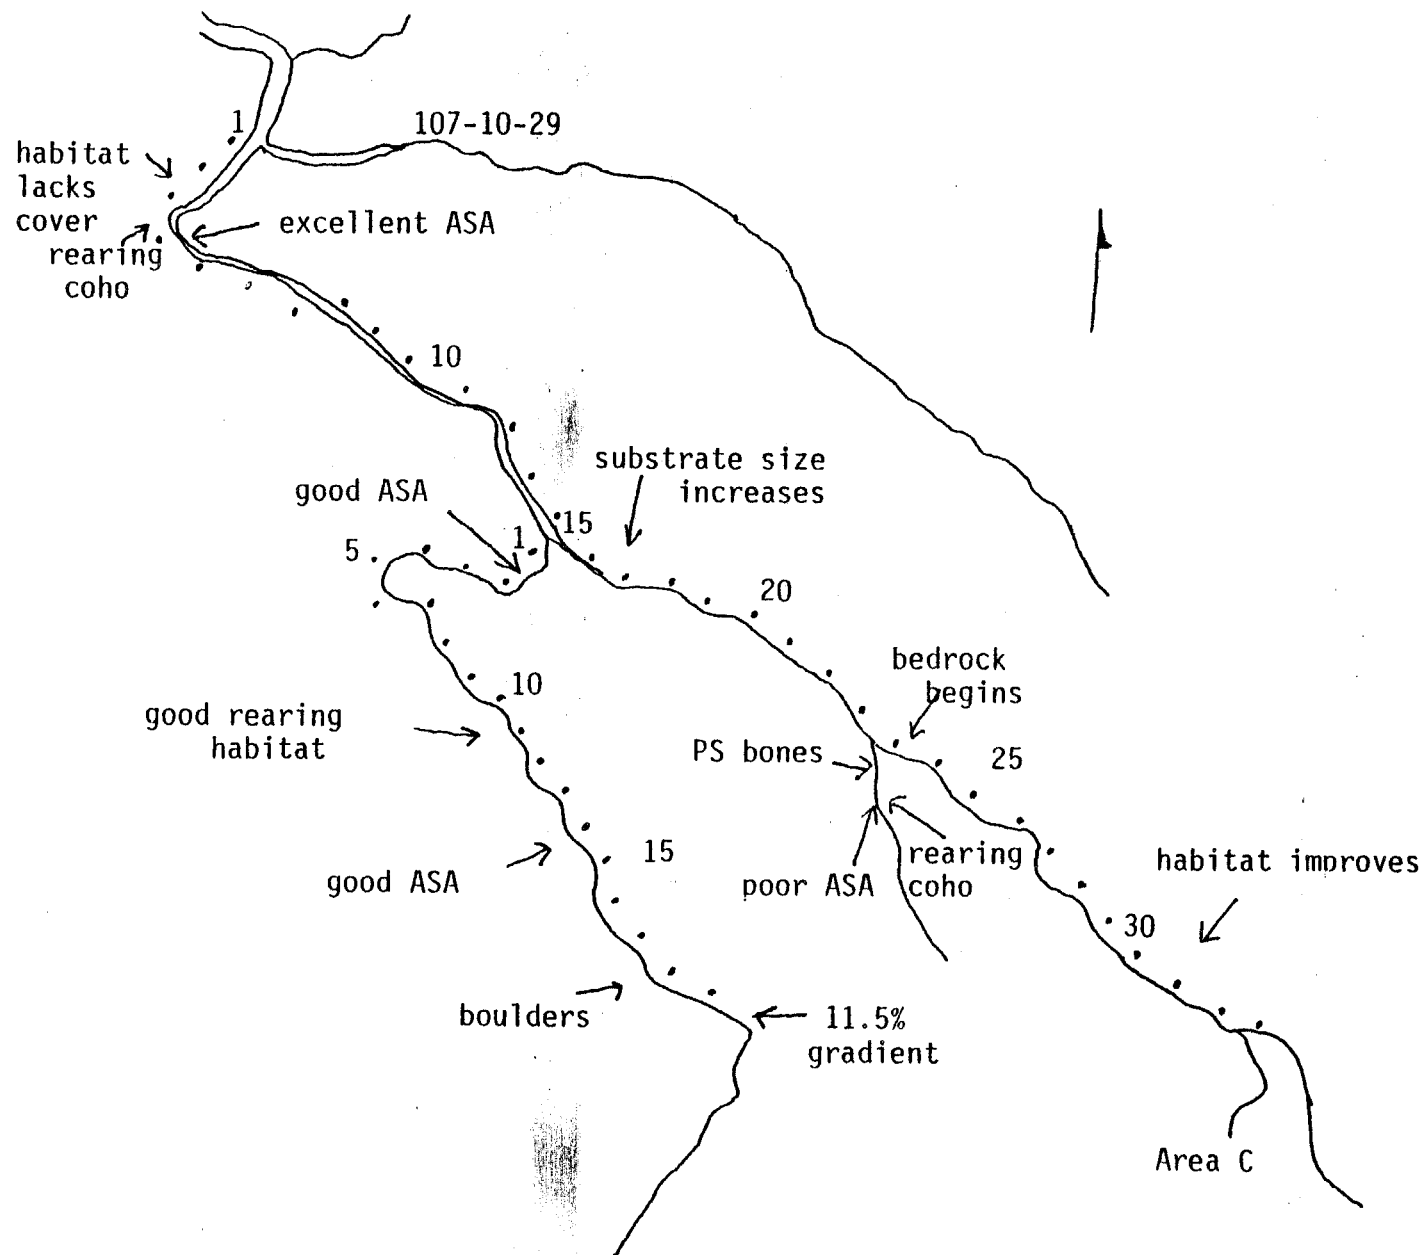 107-10-29
1
habitat
lacks
cover
rearing
coho
excellent ASA
10
substrate size
increases
good ASA
15
1
5
20
bedrock
begins
10
good rearing
habitat
PS bones
25
15
rearing
coho
habitat improves
good ASA
poor ASA
30
boulders
11.5%
gradient
Area C